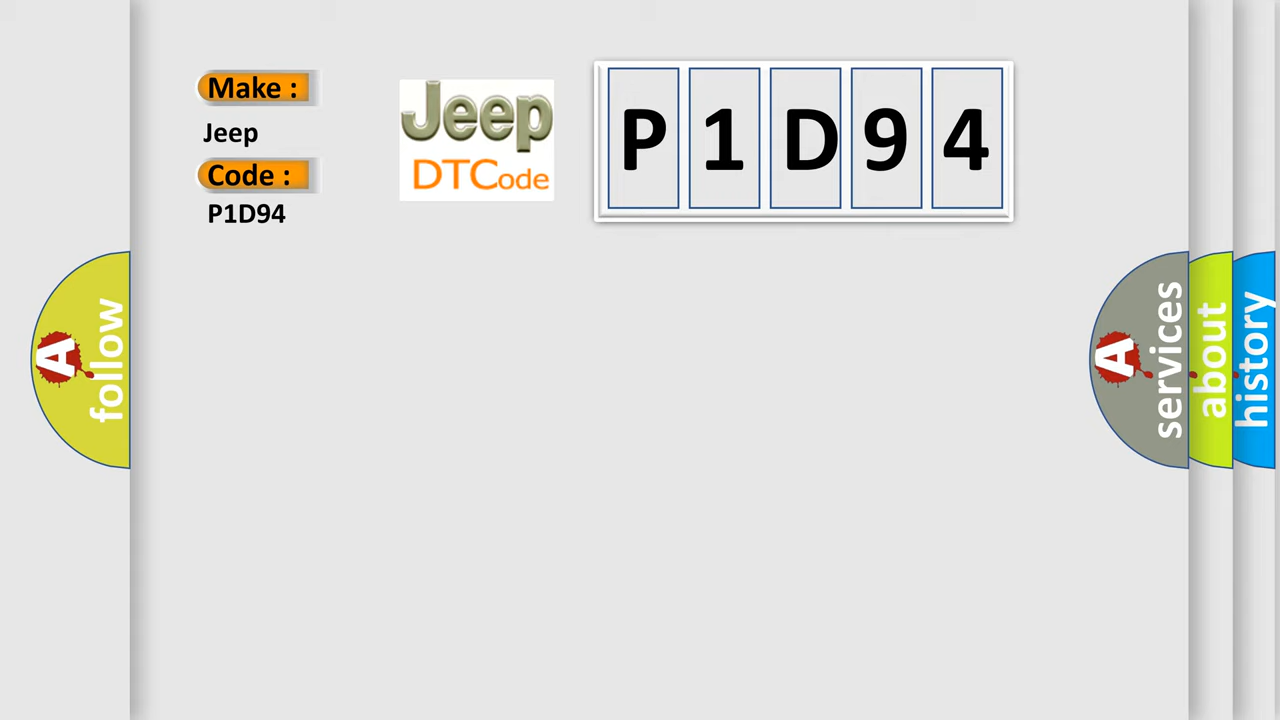 Make :
Jeep
Code :
P1D94
Jeep
DTCode
P 1 D 9 4
A follow
A services
about
history